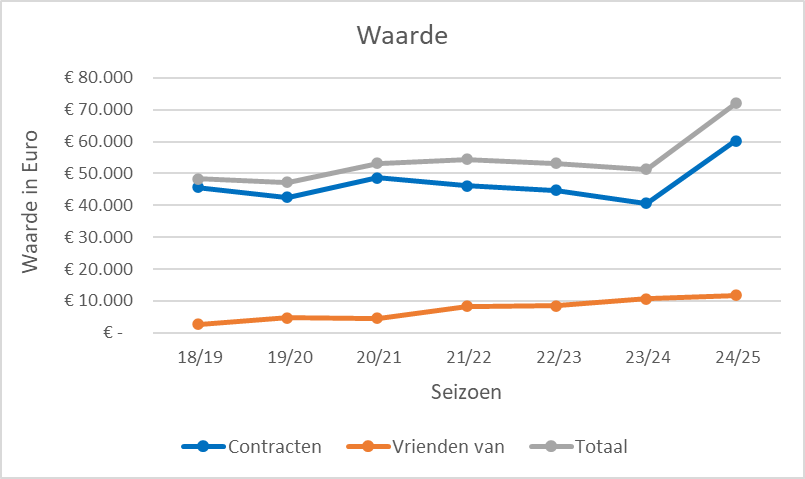 Waarde
€ 80.000
€ 70.000
€ 60.000
€ 50.000
€ 40.000
€ 30.000
€ 20.000
€ 10.000
€ -
Waarde in Euro
18/19 19/20 20/21 21/22 22/23 23/24 24/25
Seizoen
Contracten Vrienden van Totaal